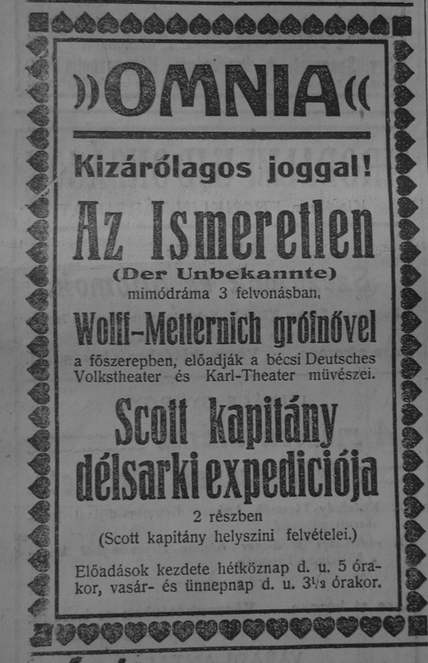 »OMNIA«
Kizárólagos joggal!
Az Ismeretlen
(Der Unbekannte)
mimódráma 3 felvonásban,
Wolff-Metternich grófnővel
a főszerepben, előadják a bécsi Deutsches
Volkstheater és Karl-Theater művészei.
Scott kapitány
délsarki expediciója
2 részben
(Scott kapitány helyszini felvételei.)
Előadások kezdete hétköznap d. u. 5 óra-
kor, vasár- és ünnepnap d. u. 3½ órakor.